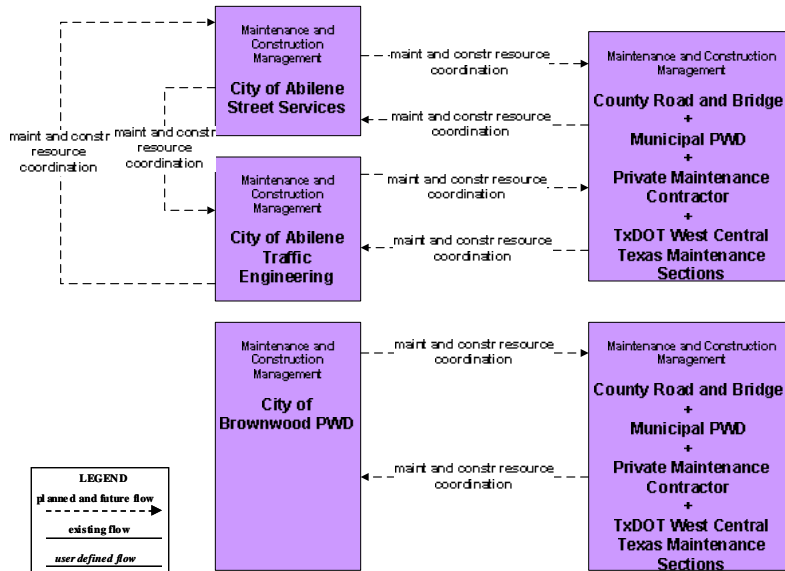 Maintenance and
Construction
Management
City of Abilene
Street Services
maint and constr resource
coordination
maint and constr resource
coordination
Maintenance and Construction
Management
County Road and Bridge
+
Municipal PWD
+
Private Maintenance
Contractor
+
TxDOT West Central
Texas Maintenance
Sections
maint and constr
resource
coordination
maint and constr
resource
coordination
Maintenance and
Construction
Management
City of Abilene
Traffic
Engineering
maint and constr resource
coordination
maint and constr resource
coordination
Maintenance and
Construction
Management
City of
Brownwood PWD
maint and constr resource
coordination
maint and constr resource
coordination
Maintenance and Construction
Management
County Road and Bridge
+
Municipal PWD
+
Private Maintenance
Contractor
+
TxDOT West Central
Texas Maintenance
Sections
LEGEND
planned and future flow
existing flow
user defined flow